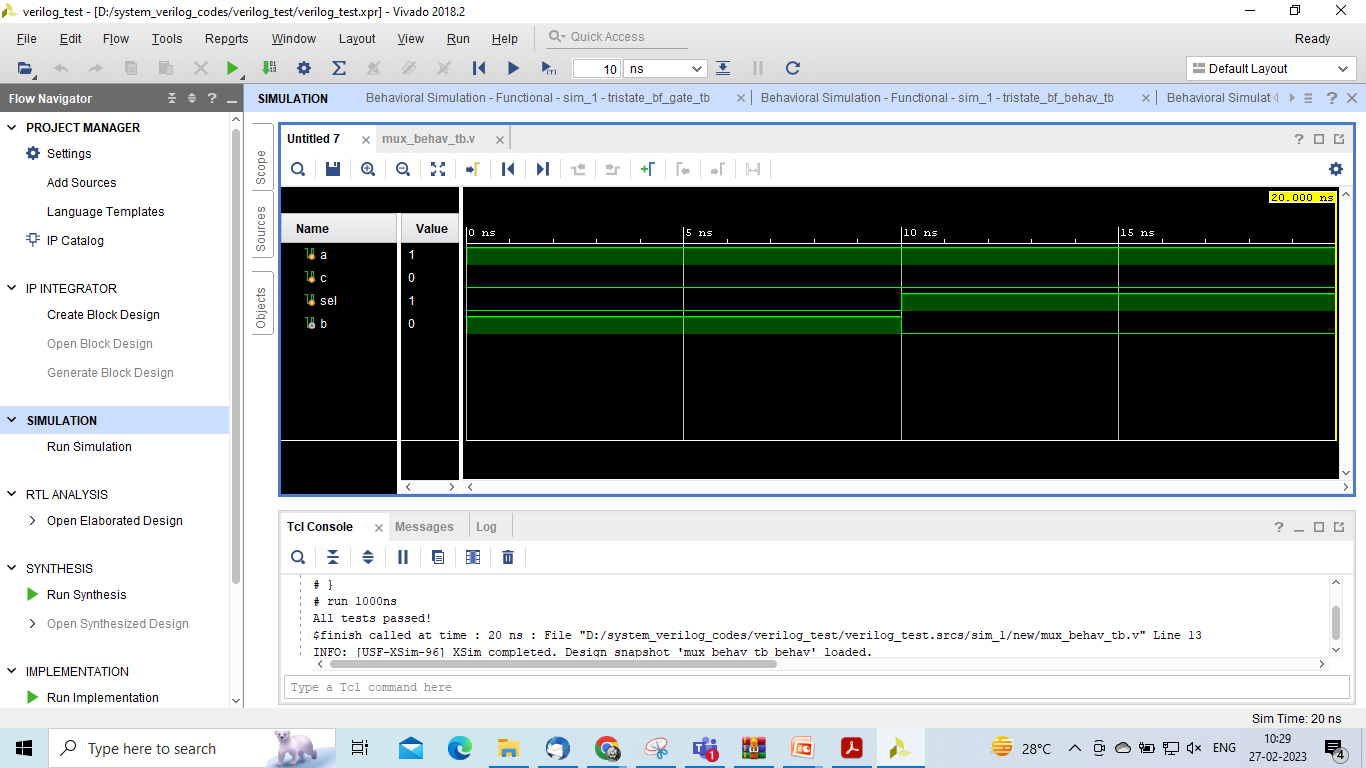 verilog_test - [D:/system_verilog_codes/verilog_test/verilog_test.xpr] - Vivado 2018.2
File Edit Flow Tools Reports Window Layout View Run Help Quick Access Ready
10 ns Default Layout
Flow Navigator
PROJECT MANAGER
Settings
Add Sources
Language Templates
IP Catalog
IP INTEGRATOR
Create Block Design
Open Block Design
Generate Block Design
SIMULATION
Run Simulation
RTL ANALYSIS
Open Elaborated Design
SYNTHESIS
Run Synthesis
Open Synthesized Design
IMPLEMENTATION
Run Implementation
SIMULATION Behavioral Simulation - Functional - sim_1 - tristate_bf_gate_tb Behavioral Simulation - Functional - sim_1 - tristate_bf_behav_tb Behavioral Simulat
Scope
Sources
Objects
Untitled 7 mux_behav_tb.v
20.000 ns
Name Value 0 ns 5 ns 10 ns 15 ns
a 1
c 0
sel 1
b 0
Tcl Console Messages Log
# }
# run 1000ns
All tests passed!
$finish called at time : 20 ns : File "D:/system_verilog_codes/verilog_test/verilog_test.srcs/sim_1/new/mux_behav_tb.v" Line 13
INFO: [USF-XSim-96] XSim completed. Design snapshot 'mux_behav_tb_behav' loaded.
Type a Tcl command here
Sim Time: 20 ns
Type here to search
28°C ENG
10:29
27-02-2023
1
4